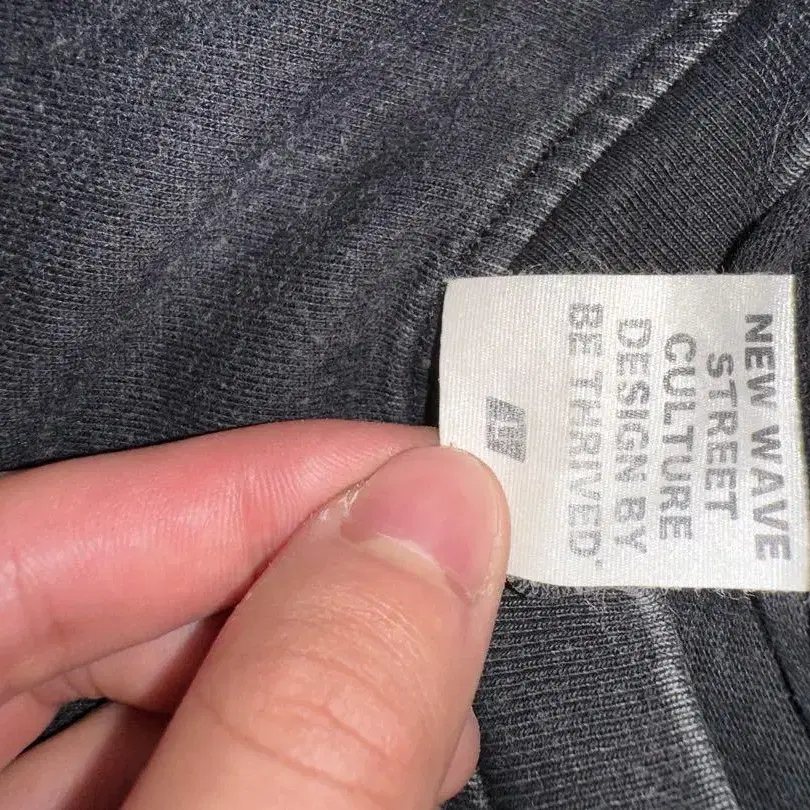 NEW WAVE
STREET
CULTURE
DESIGN BY
BE THRIVED.